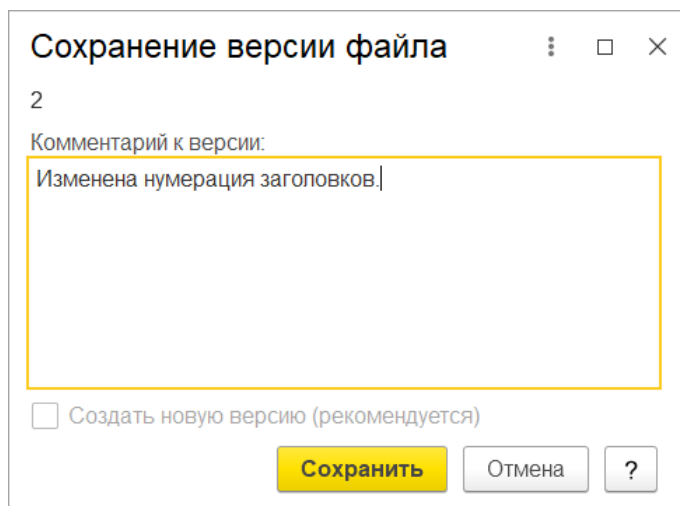 Сохранение версии файла
2
Комментарий к версии:
Изменена нумерация заголовков.
Создать новую версию (рекомендуется)
Сохранить Отмена ?